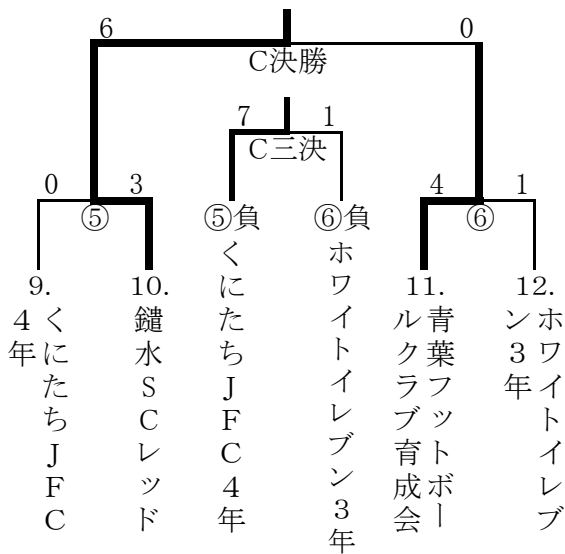 6 0
C決勝
7 1
C三決
0 3
4 1
⑤
⑤負
⑥負
⑥
くにたちJFC4年
ホワイトイレブン3年
9.
くにたちJFC
4年
10.
鑓水SCレッド
11.
青葉フットボー
ルクラブ育成会
12.
ホワイトイレブ
ン3年